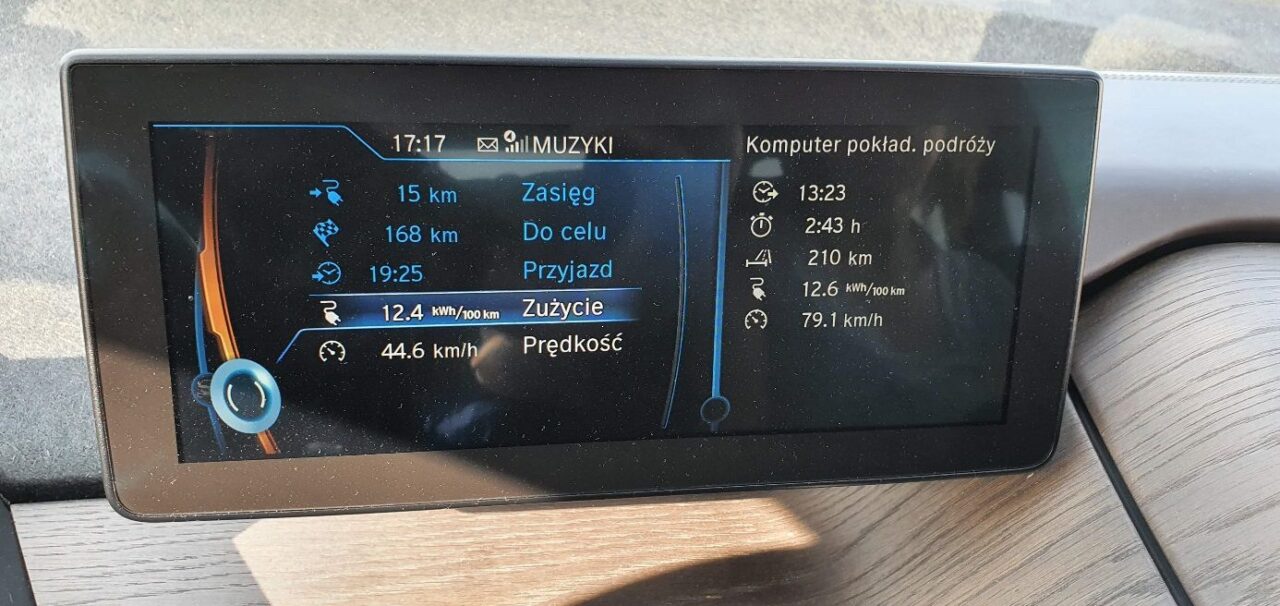 17:17 MUZYKI
15 km Zasięg
168 km Do celu
19:25 Przyjazd
12.4 kWh/100 km Zużycie
44.6 km/h Prędkość
Komputer pokład. podróży
13:23
2:43 h
210 km
12.6 kWh/100 km
79.1 km/h